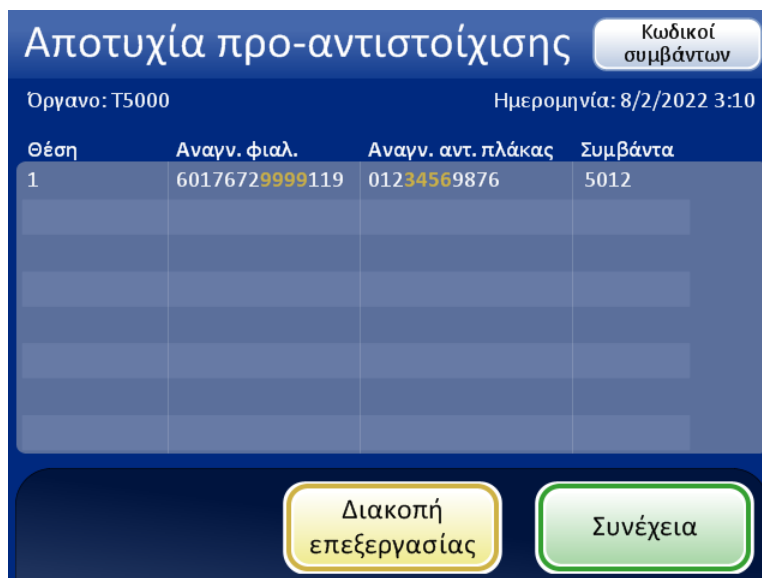 Αποτυχία προ-αντιστοίχισης
Κωδικοί
συμβάντων
Όργανο: T5000 Ημερομηνία: 8/2/2022 3:10
Θέση Αναγν. φιαλ. Αναγν. αντ. πλάκας Συμβάντα
1 60176729999119 01234569876 5012
Διακοπή
επεξεργασίας
Συνέχεια